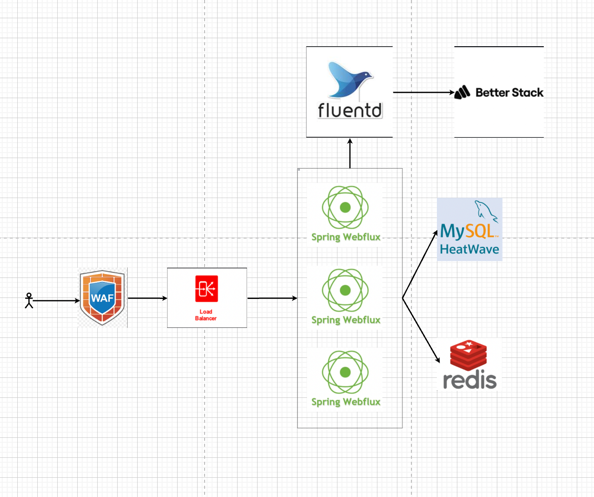 fluentd
Better Stack
Spring Webflux
MySQL
HeatWave
WAF
Load
Balancer
Spring Webflux
redis
Spring Webflux